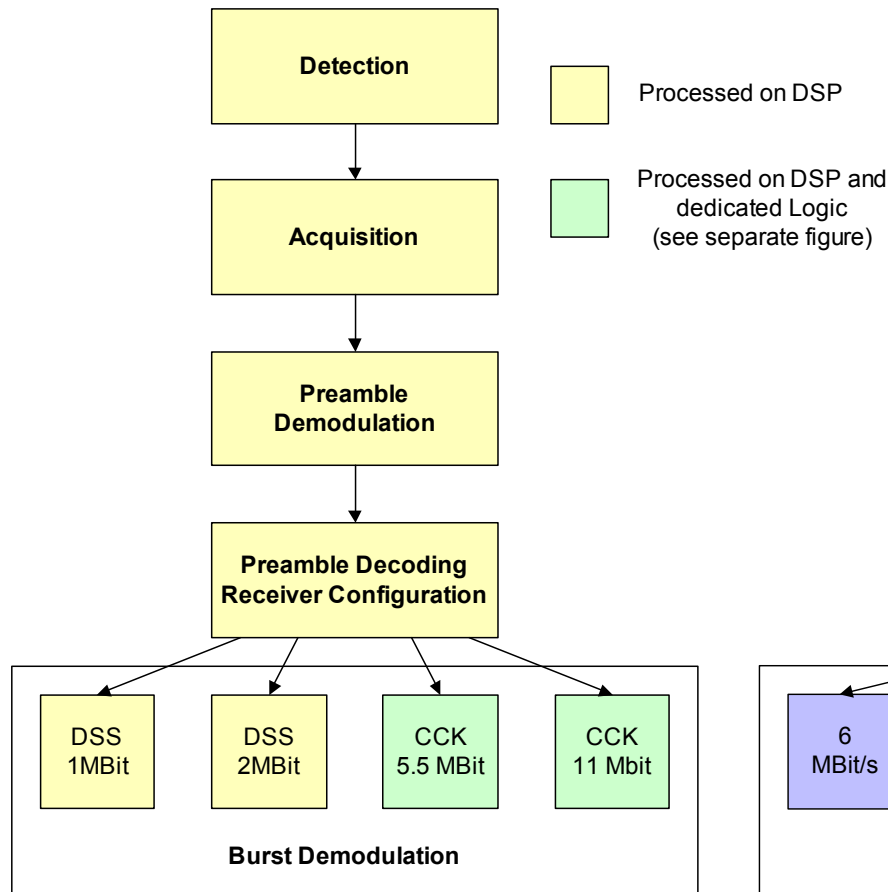 Detection
Processed on DSP
Processed on DSP and
dedicated Logic
(see separate figure)
Acquisition
Preamble
Demodulation
Preamble Decoding
Receiver Configuration
DSS
1MBit
DSS
2MBit
CCK
5.5 MBit
CCK
11 Mbit
6
MBit/s
Burst Demodulation